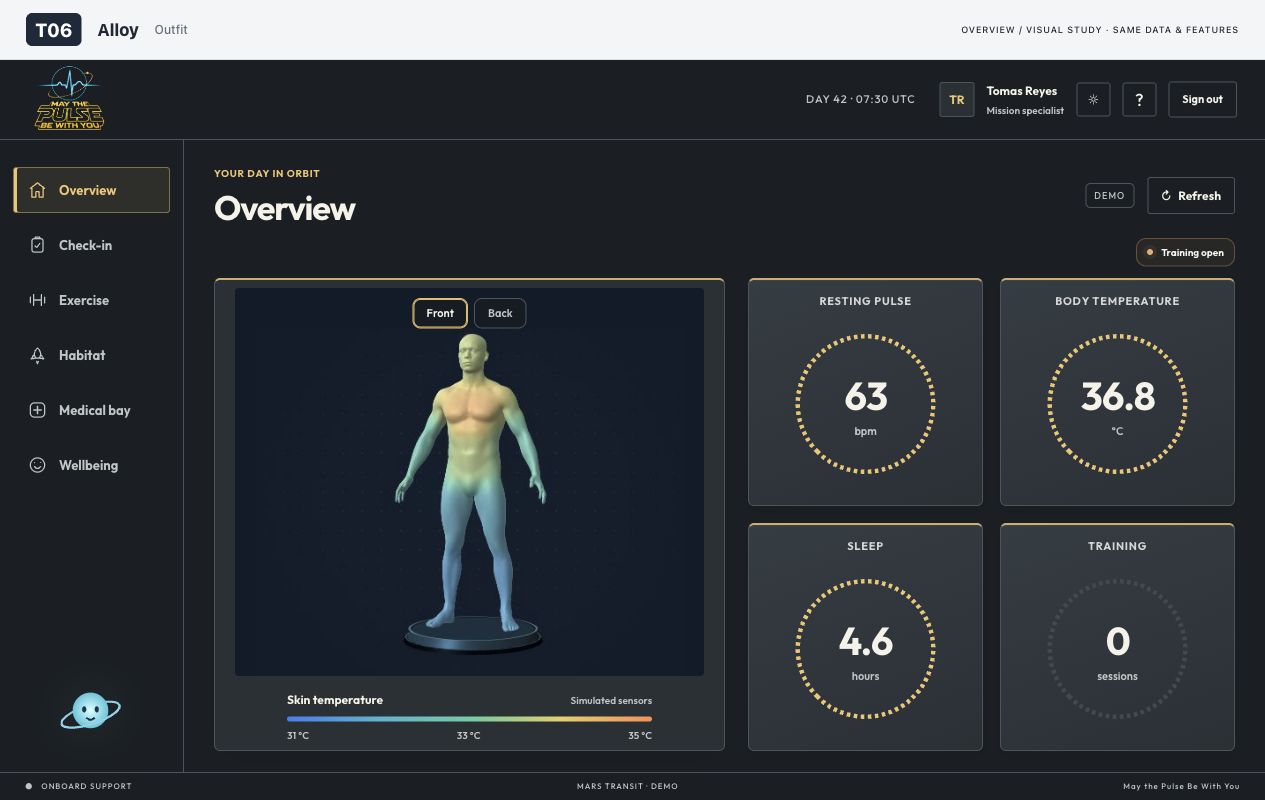 T06 Alloy Outfit
OVERVIEW / VISUAL STUDY · SAME DATA & FEATURES
MAY THE
PULSE
BE WITH YOU
DAY 42 · 07:30 UTC
TR
Tomas Reyes
Mission specialist
?
Sign out
Overview
Check-in
Exercise
Habitat
Medical bay
Wellbeing
YOUR DAY IN ORBIT
Overview
DEMO
↻ Refresh
Training open
Front
Back
Skin temperature
Simulated sensors
31 °C
33 °C
35 °C
RESTING PULSE
63
bpm
BODY TEMPERATURE
36.8
°C
SLEEP
4.6
hours
TRAINING
0
sessions
ONBOARD SUPPORT
MARS TRANSIT · DEMO
May the Pulse Be With You